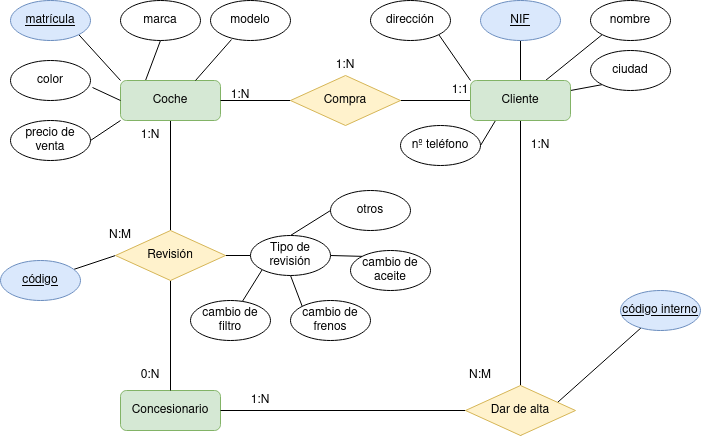 matrícula
marca
modelo
dirección
NIF
nombre
color
1:N
ciudad
Coche
1:N
Compra
1:1
Cliente
precio de
venta
1:N
nº teléfono
1:N
otros
N:M
Revisión
Tipo de
revisión
cambio de
aceite
código
cambio de
filtro
cambio de
frenos
código interno
0:N
N:M
Concesionario
1:N
Dar de alta